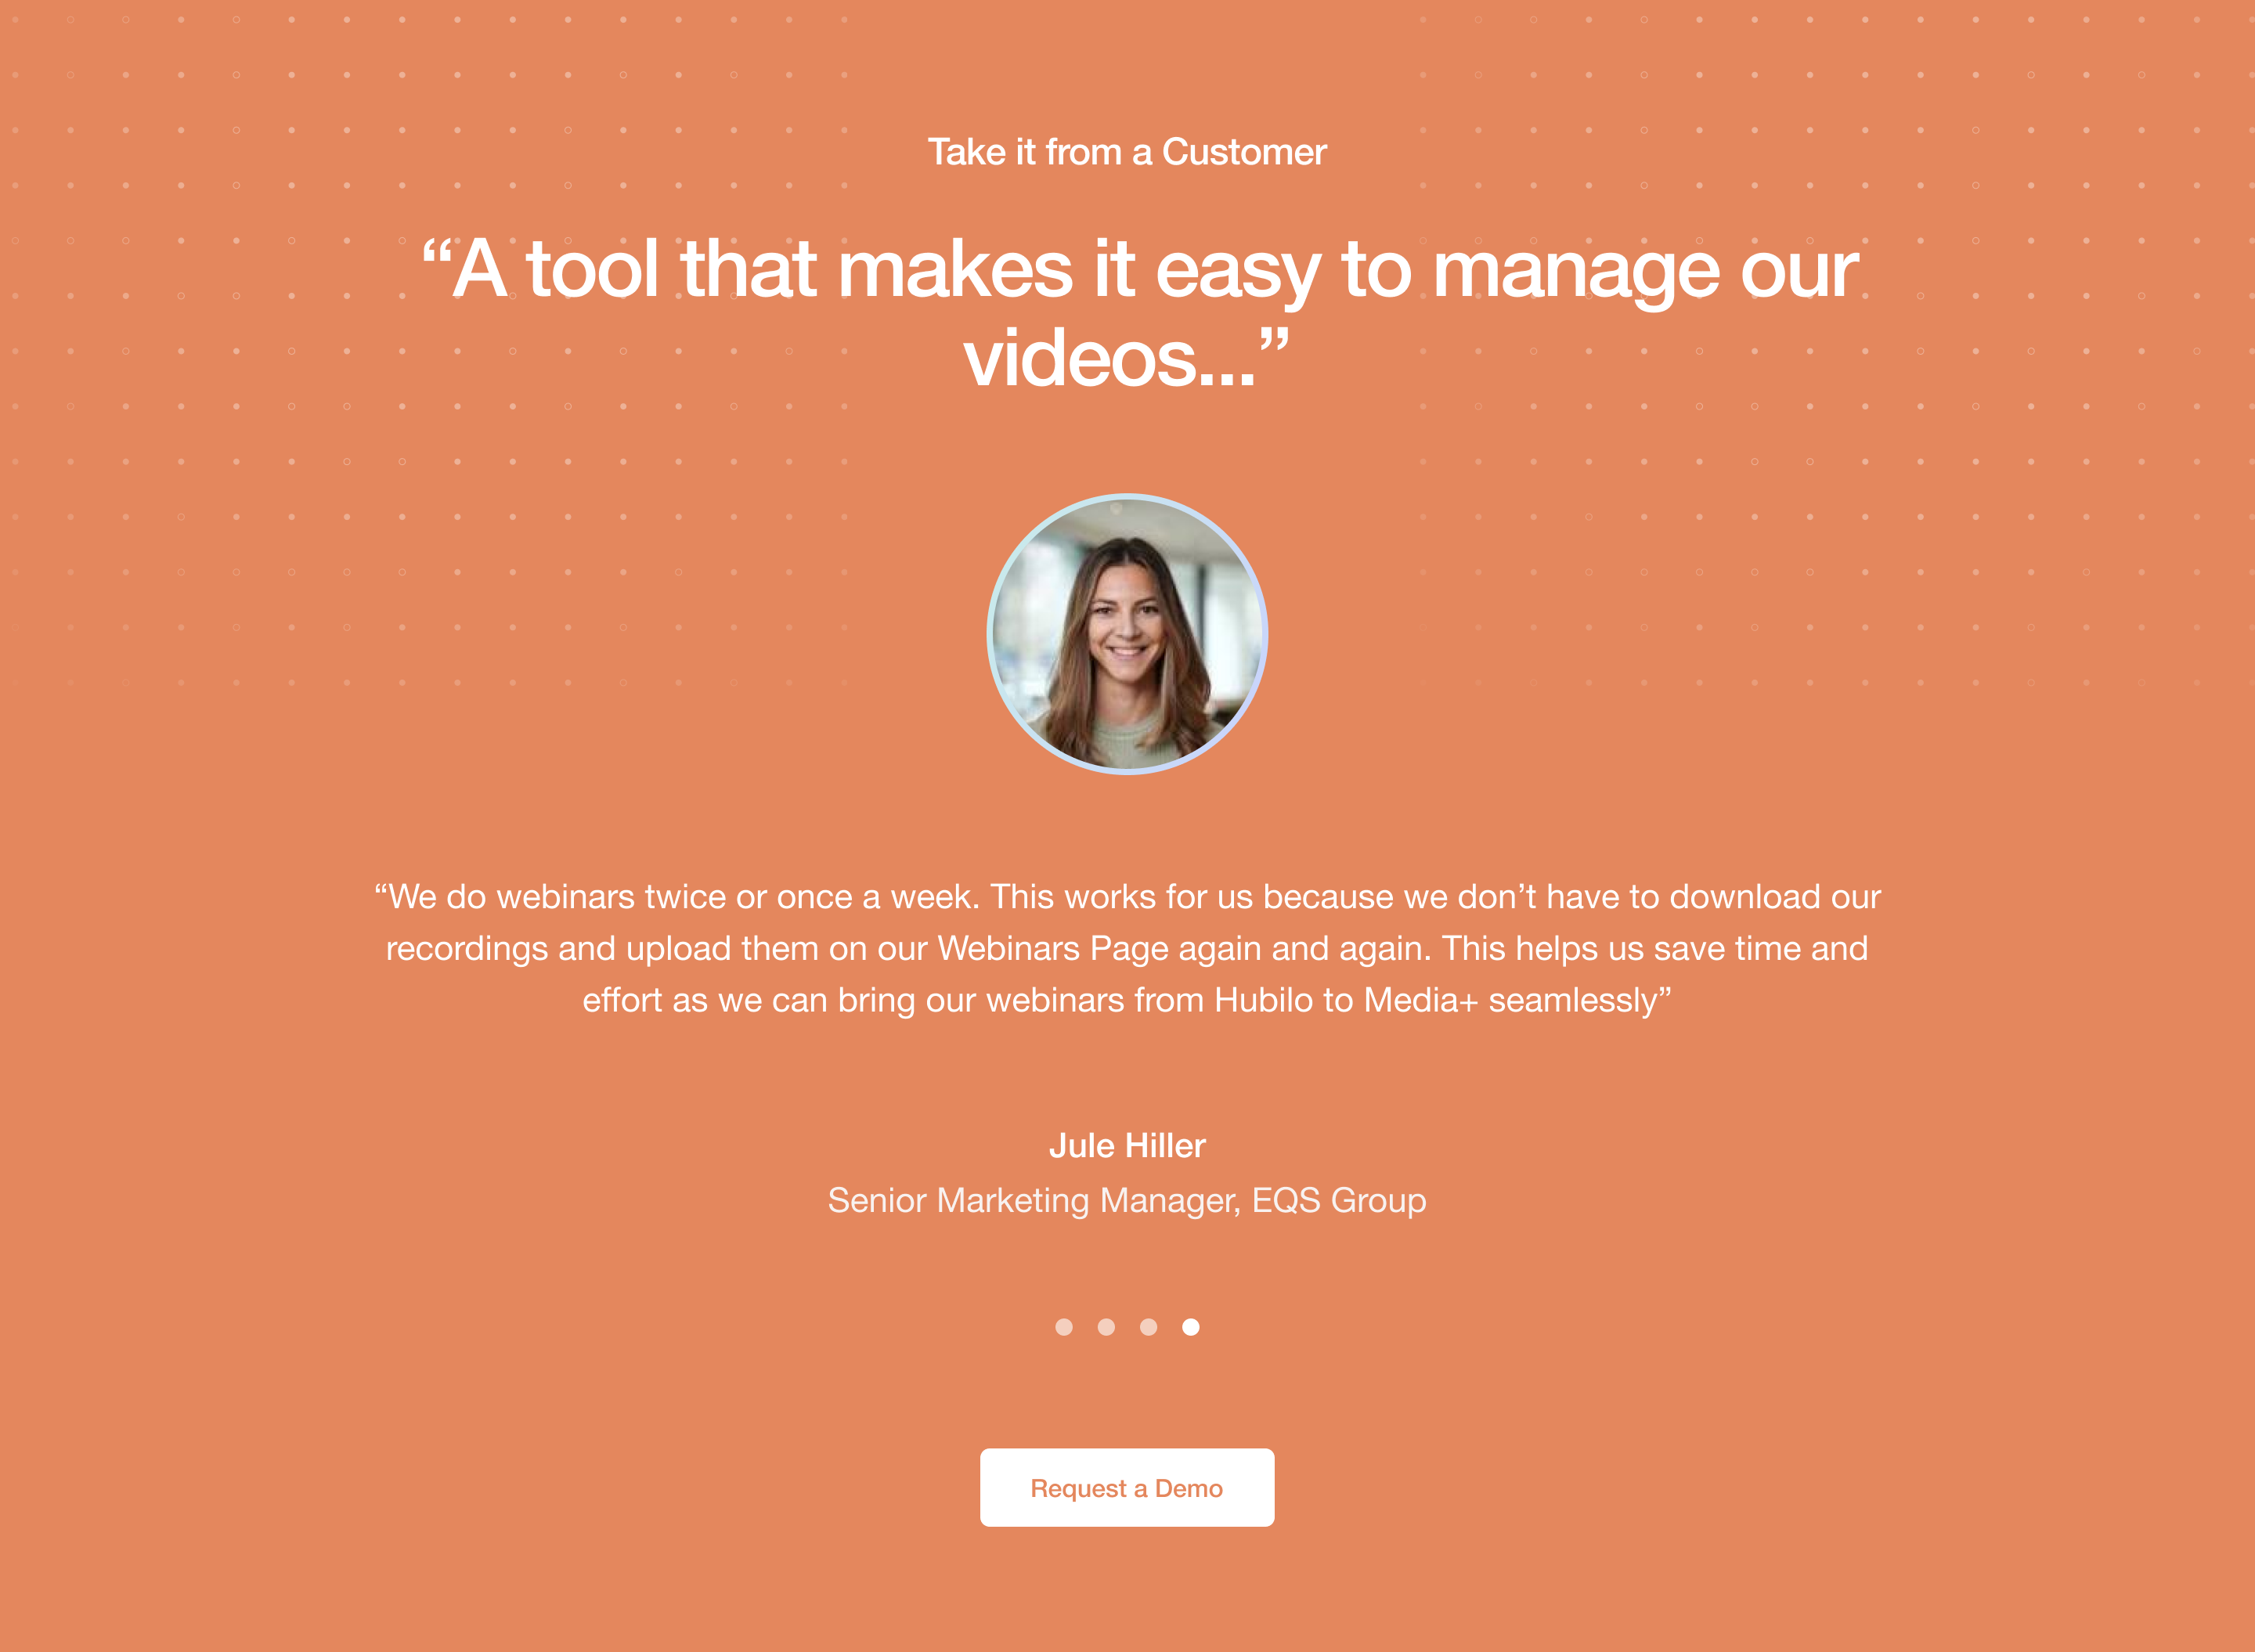 Take it from a Customer
“A tool that makes it easy to manage our
videos...”
“We do webinars twice or once a week. This works for us because we don’t have to download our
recordings and upload them on our Webinars Page again and again. This helps us save time and
effort as we can bring our webinars from Hubilo to Media+ seamlessly”
Jule Hiller
Senior Marketing Manager, EQS Group
Request a Demo